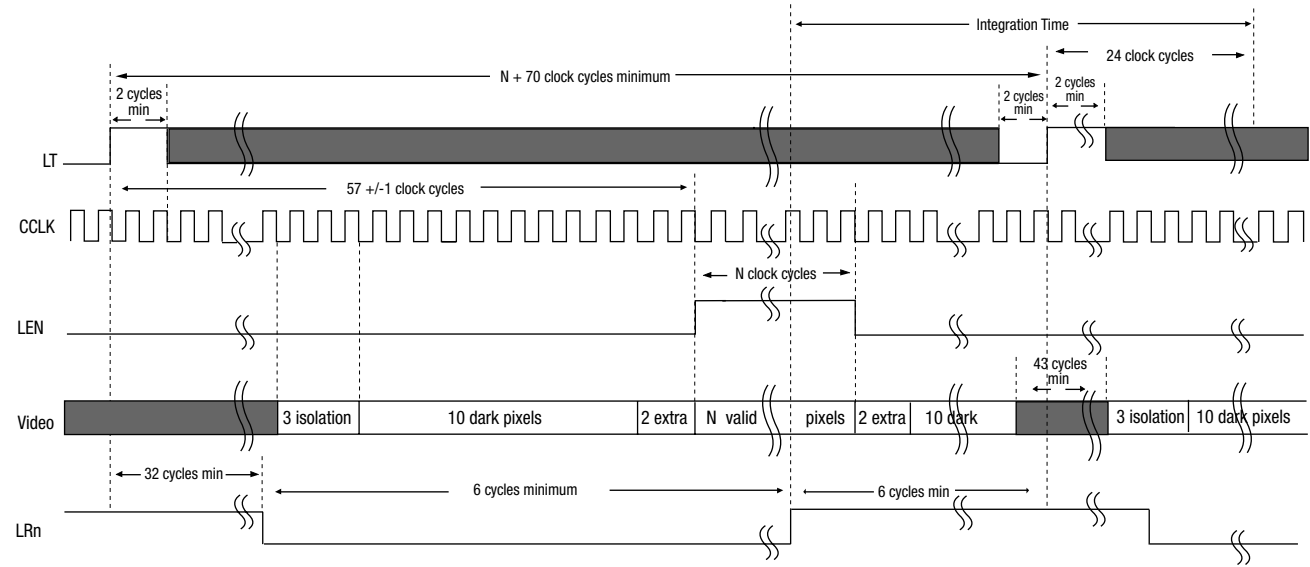 Integration Time
24 clock cycles
N + 70 clock cycles minimum
2 cycles
min
2 cycles
min
2 cycles
min
LT
57 +/-1 clock cycles
CCLK
N clock cycles
LEN
43 cycles
min
Video
3 isolation
10 dark pixels
2 extra
N valid
pixels
2 extra
10 dark
3 isolation
10 dark pixels
32 cycles min
6 cycles minimum
6 cycles min
LRn